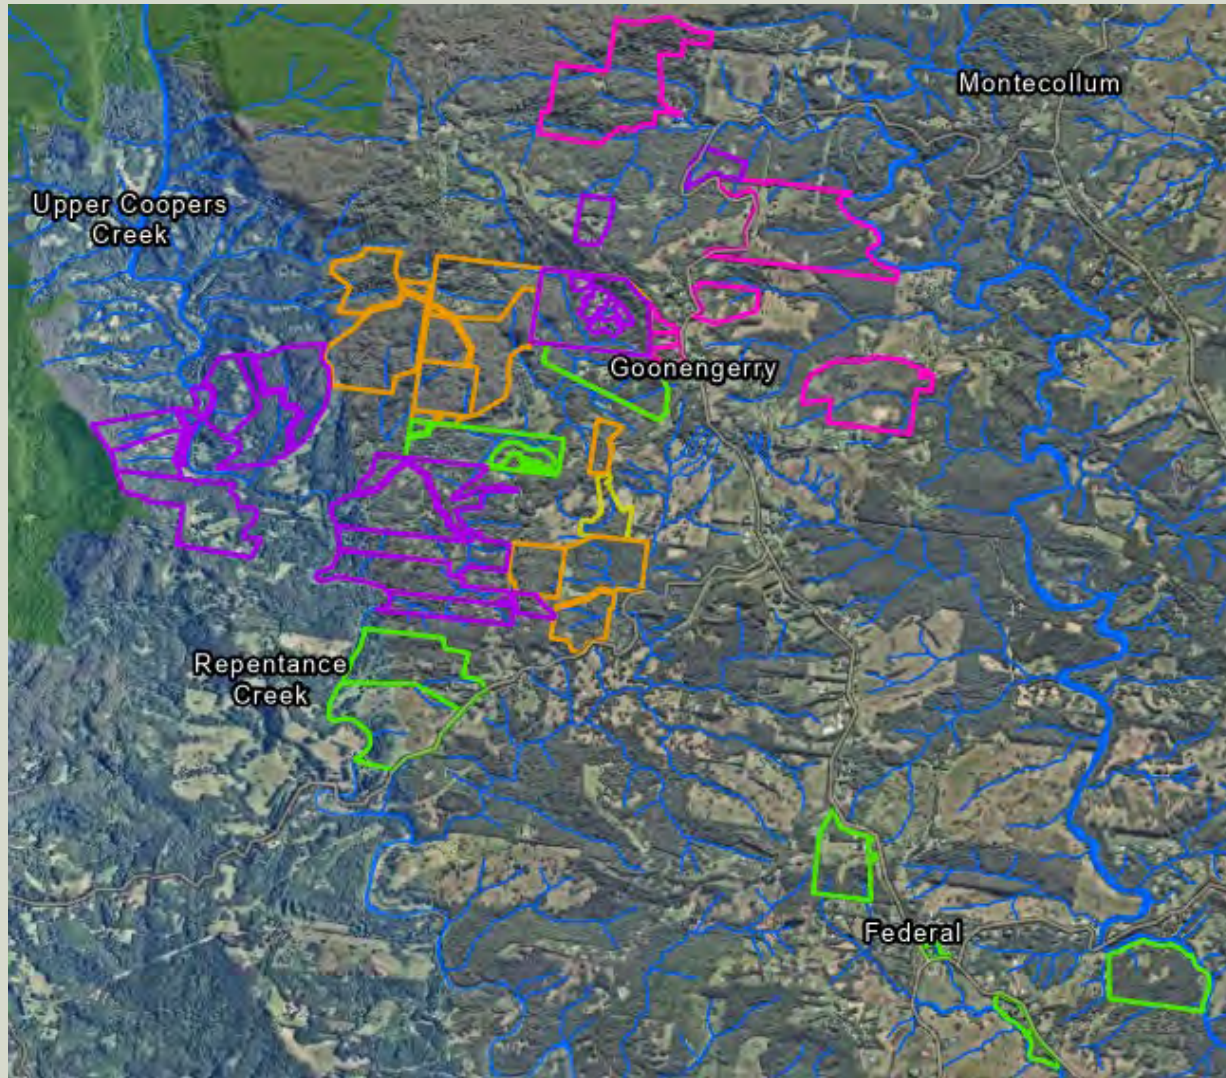 Montecollum
Upper Coopers
Creek
Goonengerry
Repentance
Creek
Federal